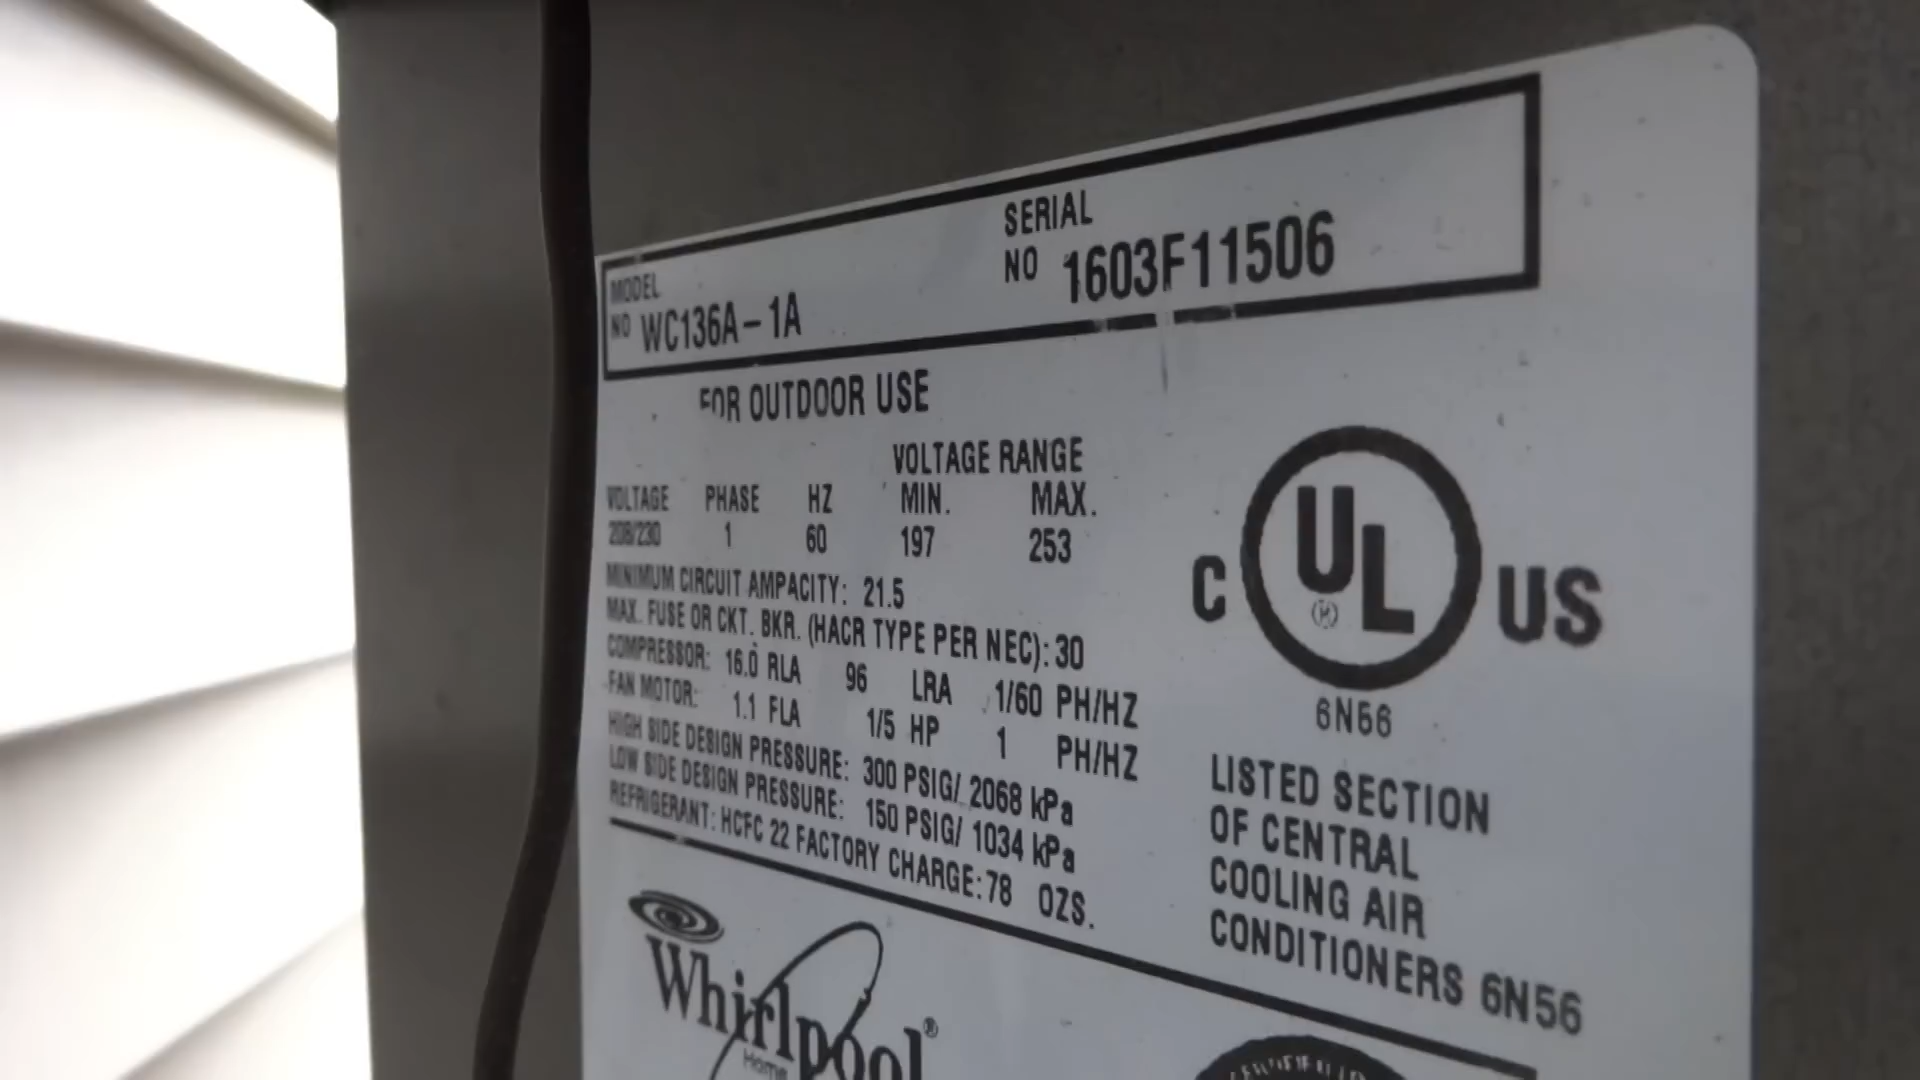 MODEL
NO WC136A-1A
SERIAL
NO 1603F11506
FOR OUTDOOR USE
VOLTAGE RANGE
VOLTAGE PHASE HZ MIN. MAX.
208/230 1 60 197 253
MINIMUM CIRCUIT AMPACITY: 21.5
MAX. FUSE OR CKT. BKR. (HACR TYPE PER NEC): 30
COMPRESSOR: 16.0 RLA 96 LRA 1/60 PH/HZ
FAN MOTOR: 1.1 FLA 1/5 HP 1 PH/HZ
HIGH SIDE DESIGN PRESSURE: 300 PSIG/ 2068 kPa
LOW SIDE DESIGN PRESSURE: 150 PSIG/ 1034 kPa
REFRIGERANT: HCFC 22 FACTORY CHARGE: 78 OZS.
C UL US
(H)
6N56
LISTED SECTION
OF CENTRAL
COOLING AIR
CONDITIONERS 6N56
Whirlpool®
Home